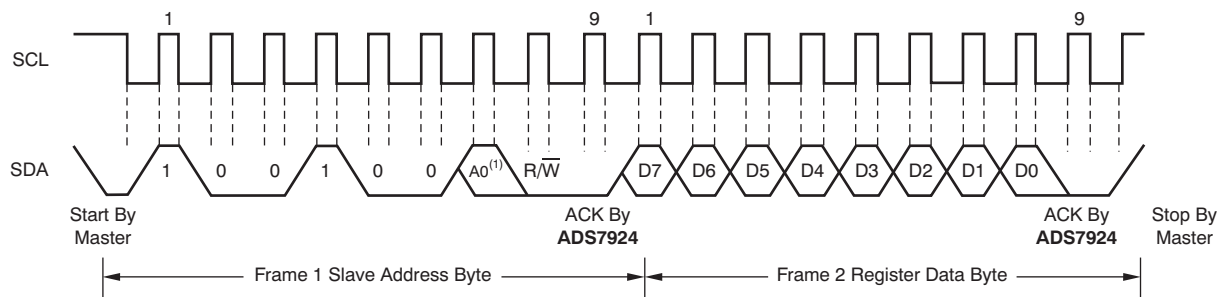 1 9 1 9
SCL
SDA 1 0 0 1 0 0 A0(1) R/W̅ D7 D6 D5 D4 D3 D2 D1 D0
Start By ACK By ACK By Stop By
Master ADS7924 ADS7924 Master
Frame 1 Slave Address Byte Frame 2 Register Data Byte